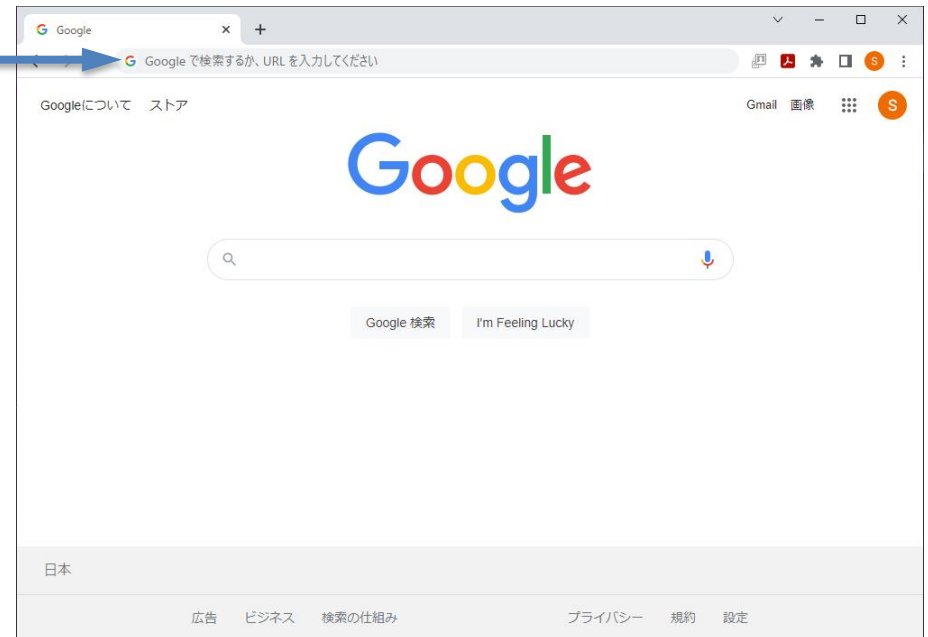 Google
Google で検索するか、URL を入力してください
S
Googleについて ストア
Gmail 画像
S
Google
Google 検索 I'm Feeling Lucky
日本
広告 ビジネス 検索の仕組み プライバシー 規約 設定